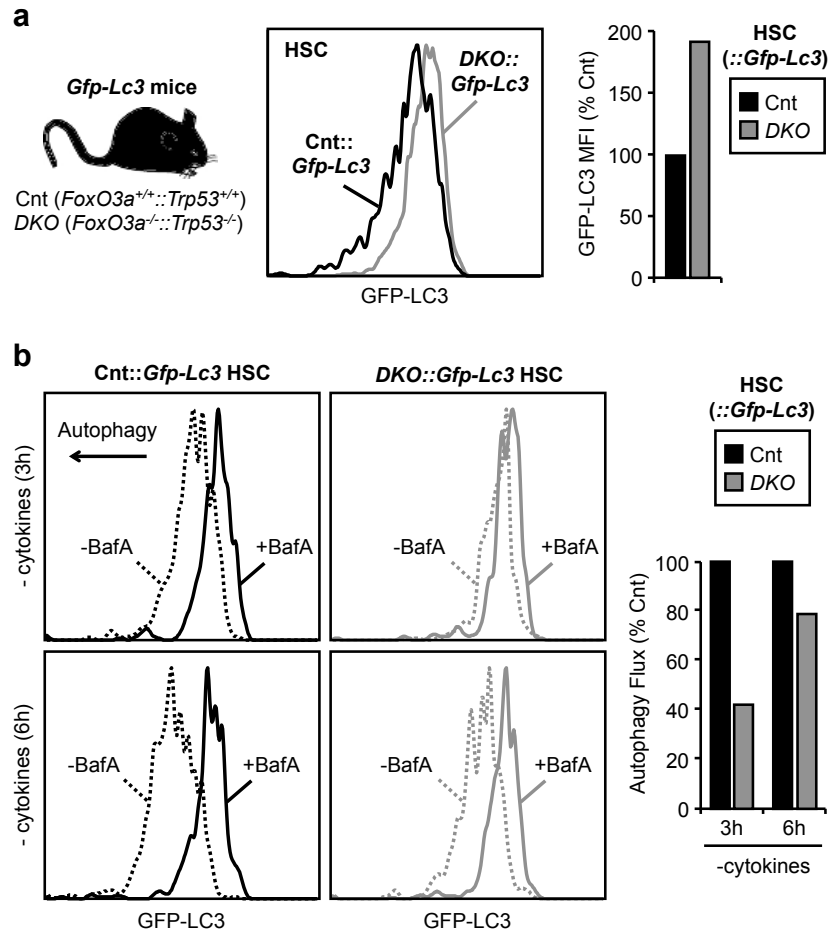 a
Gfp-Lc3 mice
Cnt (FoxO3a+/+::Trp53+/+)
DKO (FoxO3a-/-::Trp53-/-)
HSC
DKO::
Gfp-Lc3
Cnt::
Gfp-Lc3
GFP-LC3
GFP-LC3 MFI (% Cnt)
200
150
100
50
0
HSC
(::Gfp-Lc3)
Cnt
DKO
b
Cnt::Gfp-Lc3 HSC
DKO::Gfp-Lc3 HSC
- cytokines (3h)
Autophagy
-BafA
+BafA
-BafA
+BafA
- cytokines (6h)
-BafA
+BafA
-BafA
+BafA
GFP-LC3
GFP-LC3
HSC
(::Gfp-Lc3)
Cnt
DKO
Autophagy Flux (% Cnt)
100
80
60
40
20
0
3h 6h
-cytokines